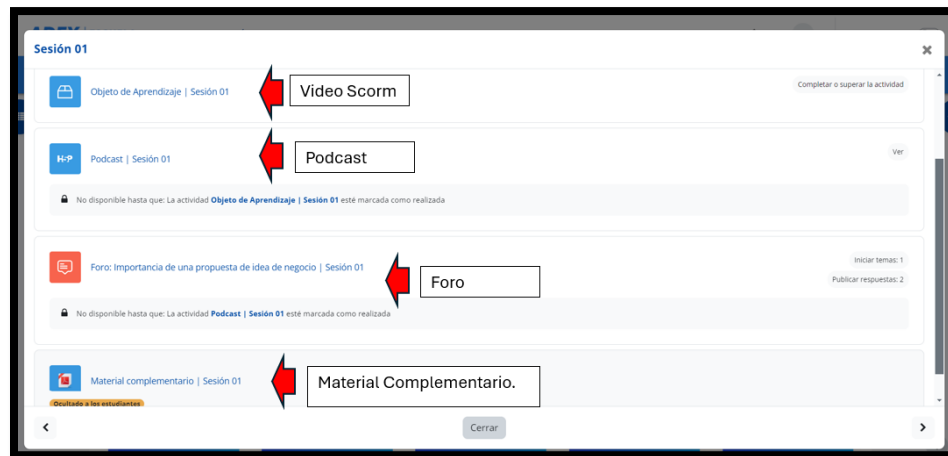 Sesión 01
Objeto de Aprendizaje | Sesión 01
Video Scorm
Completar o superar la actividad
H-P
Podcast | Sesión 01
Podcast
Ver
No disponible hasta que: La actividad Objeto de Aprendizaje | Sesión 01 esté marcada como realizada
Foro: Importancia de una propuesta de idea de negocio | Sesión 01
Foro
Iniciar temas: 1
Publicar respuestas: 2
No disponible hasta que: La actividad Podcast | Sesión 01 esté marcada como realizada
Material complementario | Sesión 01
Material Complementario.
Ocultado a los estudiantes
Cerrar